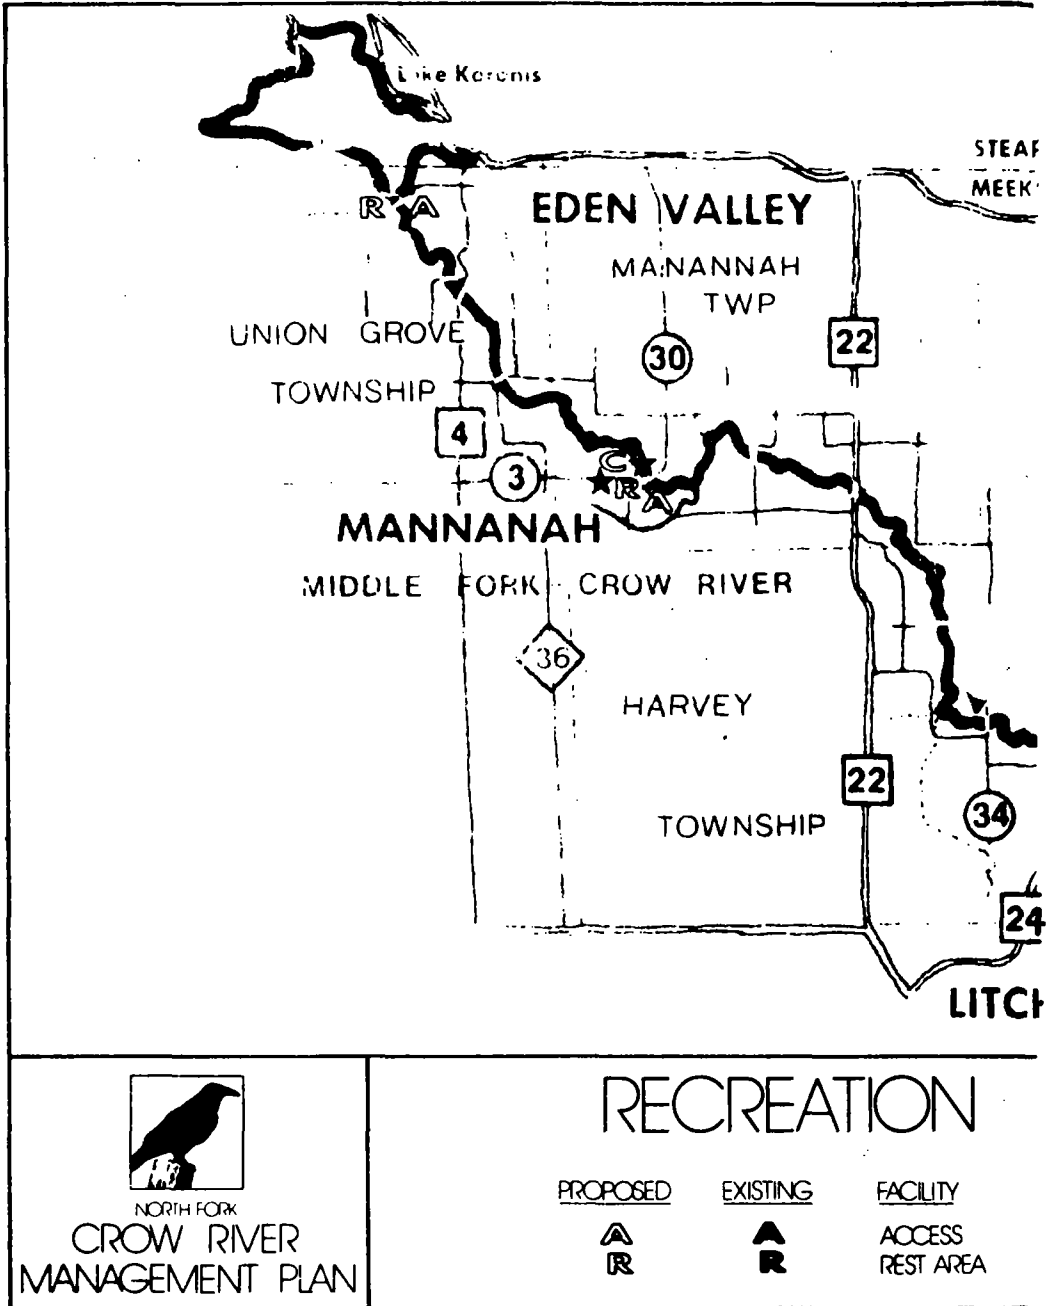 Lake Koronis
STEAR
MEEK
R A
EDEN VALLEY
MANANNAH
TWP
UNION GROVE
30
22
TOWNSHIP
4
C
3
R
A
MANNANAH
MIDDLE FORK CROW RIVER
36
HARVEY
22
TOWNSHIP
34
24
LITCH
RECREATION
PROPOSED EXISTING FACILITY
A A ACCESS
R R REST AREA
NORTH FORK
CROW RIVER
MANAGEMENT PLAN